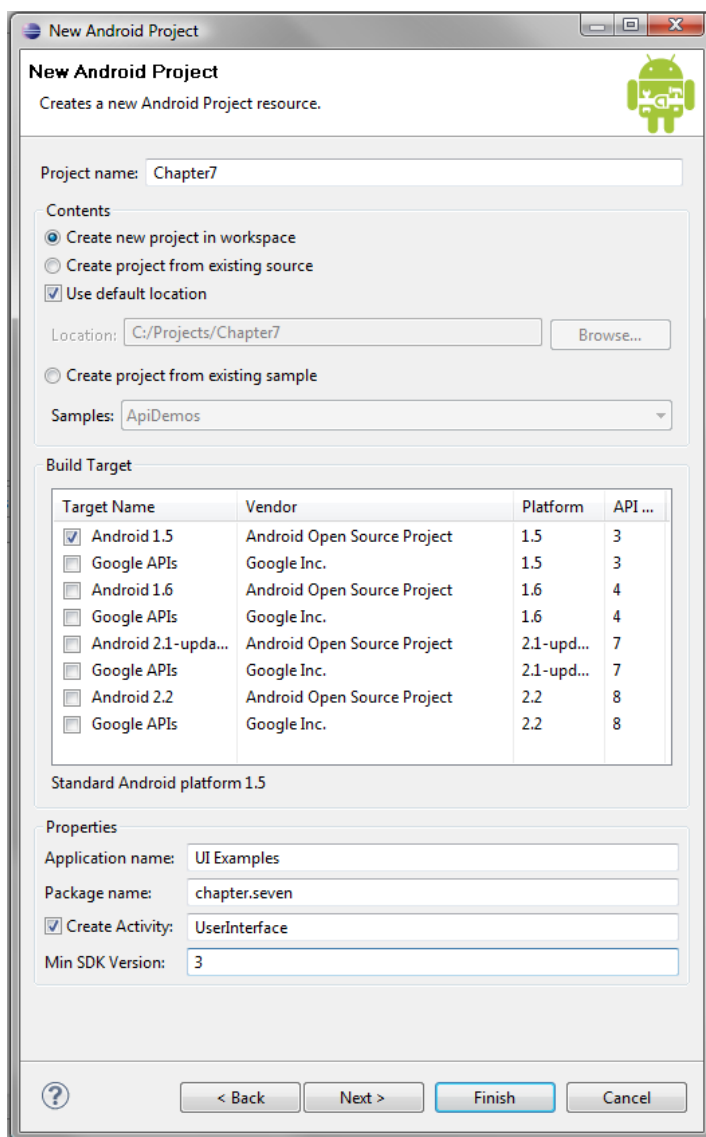 New Android Project
New Android Project
Creates a new Android Project resource.
Project name: Chapter7
Contents
Create new project in workspace
Create project from existing source
Use default location
Location: C:/Projects/Chapter7 Browse...
Create project from existing sample
Samples: ApiDemos
Build Target
Target Name Vendor Platform API ...
Android 1.5 Android Open Source Project 1.5 3
Google APIs Google Inc. 1.5 3
Android 1.6 Android Open Source Project 1.6 4
Google APIs Google Inc. 1.6 4
Android 2.1-upda... Android Open Source Project 2.1-upd... 7
Google APIs Google Inc. 2.1-upd... 7
Android 2.2 Android Open Source Project 2.2 8
Google APIs Google Inc. 2.2 8
Standard Android platform 1.5
Properties
Application name: UI Examples
Package name: chapter.seven
Create Activity: UserInterface
Min SDK Version: 3
? < Back Next > Finish Cancel